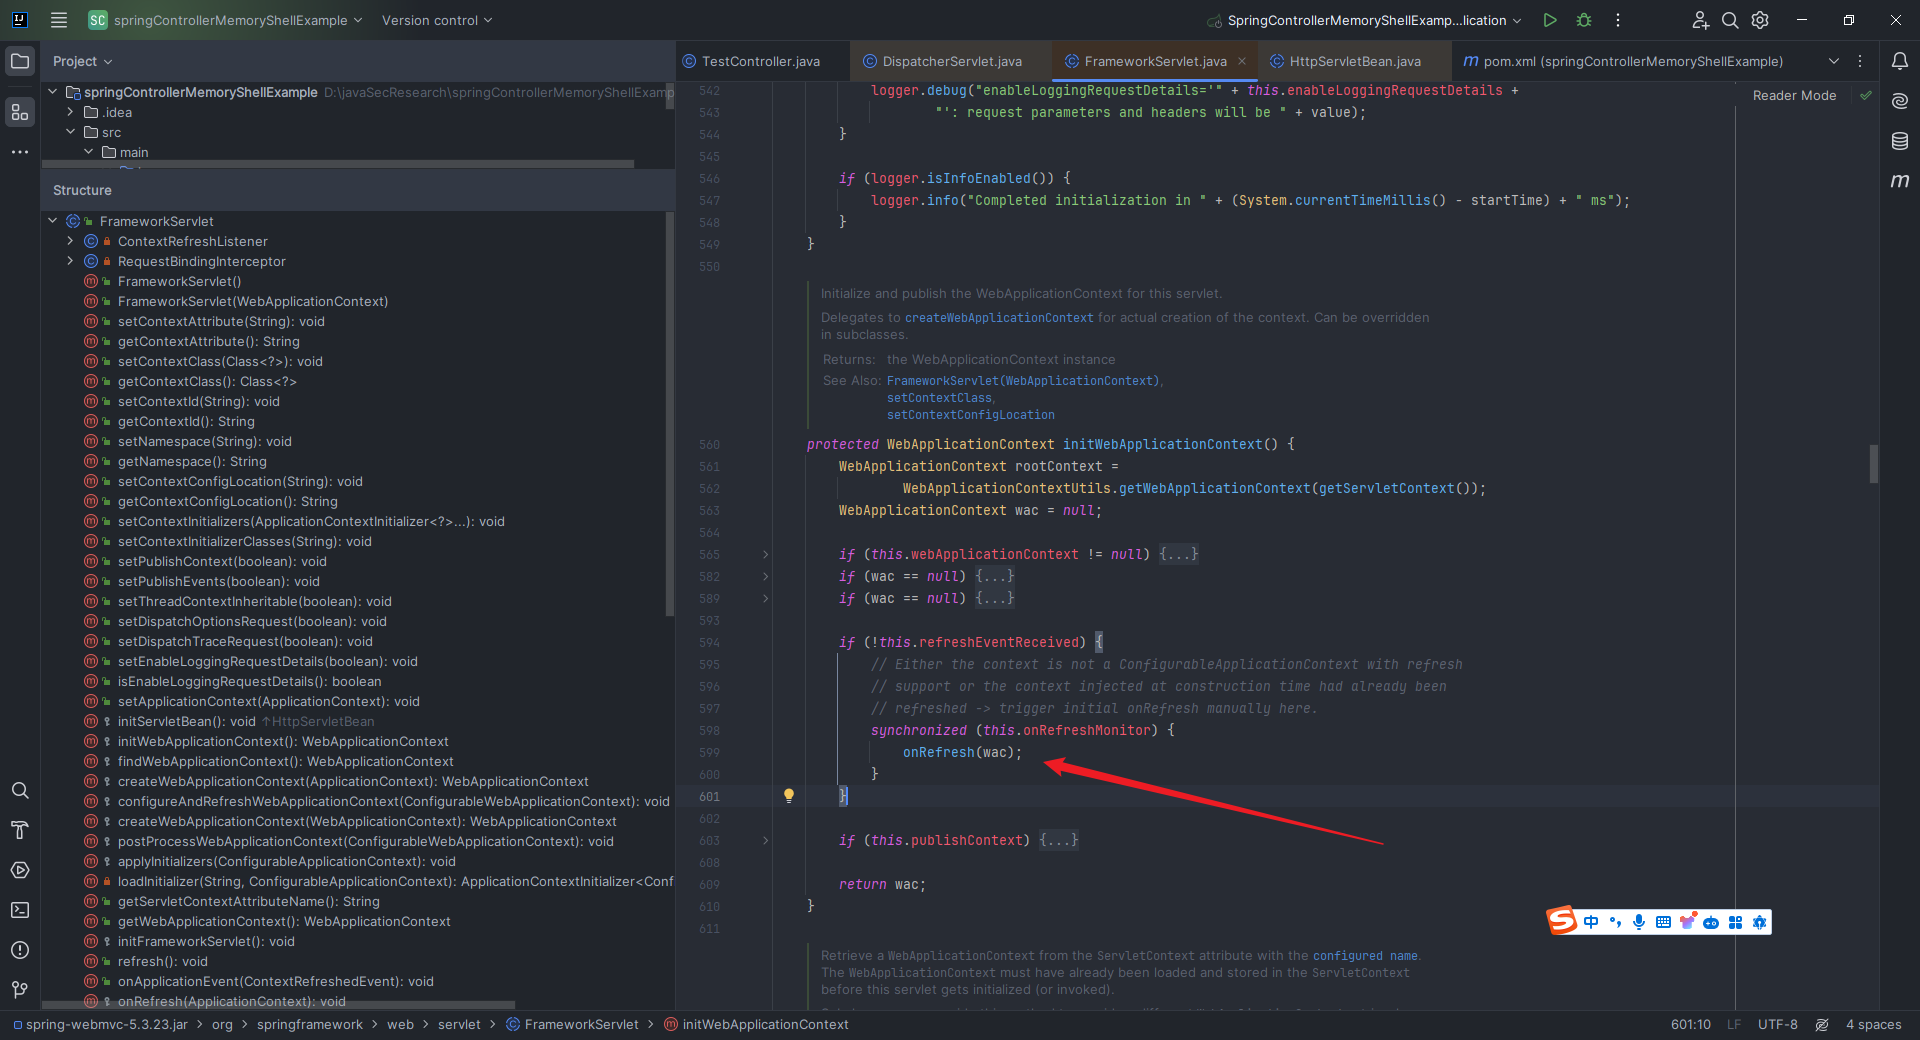 SC springControllerMemoryShellExample Version control SpringControllerMemoryShellExamp...lication
Project
springControllerMemoryShellExample D:\javaSecResearch\springControllerMemoryShellExamp
.idea
src
main
Structure
FrameworkServlet
ContextRefreshListener
RequestBindingInterceptor
FrameworkServlet()
FrameworkServlet(WebApplicationContext)
setContextAttribute(String): void
getContextAttribute(): String
setContextClass(Class<?>): void
getContextClass(): Class<?>
setContextId(String): void
getContextId(): String
setNamespace(String): void
getNamespace(): String
setContextConfigLocation(String): void
getContextConfigLocation(): String
setContextInitializers(ApplicationContextInitializer<?>...): void
setContextInitializerClasses(String): void
setPublishContext(boolean): void
setPublishEvents(boolean): void
setThreadContextInheritable(boolean): void
setDispatchOptionsRequest(boolean): void
setDispatchTraceRequest(boolean): void
setEnableLoggingRequestDetails(boolean): void
isEnableLoggingRequestDetails(): boolean
setApplicationContext(ApplicationContext): void
initServletBean(): void ↑HttpServletBean
initWebApplicationContext(): WebApplicationContext
findWebApplicationContext(): WebApplicationContext
createWebApplicationContext(ApplicationContext): WebApplicationContext
configureAndRefreshWebApplicationContext(ConfigurableWebApplicationContext): void
createWebApplicationContext(WebApplicationContext): WebApplicationContext
postProcessWebApplicationContext(ConfigurableWebApplicationContext): void
applyInitializers(ConfigurableApplicationContext): void
loadInitializer(String, ConfigurableApplicationContext): ApplicationContextInitializer<Conf
getServletContextAttributeName(): String
getWebApplicationContext(): WebApplicationContext
initFrameworkServlet(): void
refresh(): void
onApplicationEvent(ContextRefreshedEvent): void
onRefresh(ApplicationContext): void
TestController.java DispatcherServlet.java FrameworkServlet.java HttpServletBean.java pom.xml (springControllerMemoryShellExample)
Reader Mode
542 logger.debug("enableLoggingRequestDetails='" + this.enableLoggingRequestDetails +
543 "': request parameters and headers will be " + value);
544 }
545
546 if (logger.isInfoEnabled()) {
547 logger.info("Completed initialization in " + (System.currentTimeMillis() - startTime) + " ms");
548 }
549 }
550
Initialize and publish the WebApplicationContext for this servlet.
Delegates to createWebApplicationContext for actual creation of the context. Can be overridden
in subclasses.
Returns: the WebApplicationContext instance
See Also: FrameworkServlet(WebApplicationContext),
setContextClass,
setContextConfigLocation
560 protected WebApplicationContext initWebApplicationContext() {
561 WebApplicationContext rootContext =
562 WebApplicationContextUtils.getWebApplicationContext(getServletContext());
563 WebApplicationContext wac = null;
564
565 if (this.webApplicationContext != null) {...}
582 if (wac == null) {...}
589 if (wac == null) {...}
593
594 if (!this.refreshEventReceived) {
595 // Either the context is not a ConfigurableApplicationContext with refresh
596 // support or the context injected at construction time had already been
597 // refreshed -> trigger initial onRefresh manually here.
598 synchronized (this.onRefreshMonitor) {
599 onRefresh(wac);
600 }
601 }
602
603 if (this.publishContext) {...}
608
609 return wac;
610 }
611
Retrieve a WebApplicationContext from the ServletContext attribute with the configured name.
The WebApplicationContext must have already been loaded and stored in the ServletContext
before this servlet gets initialized (or invoked).
中
spring-webmvc-5.3.23.jar > org > springframework > web > servlet > FrameworkServlet > initWebApplicationContext
601:10 LF UTF-8 4 spaces